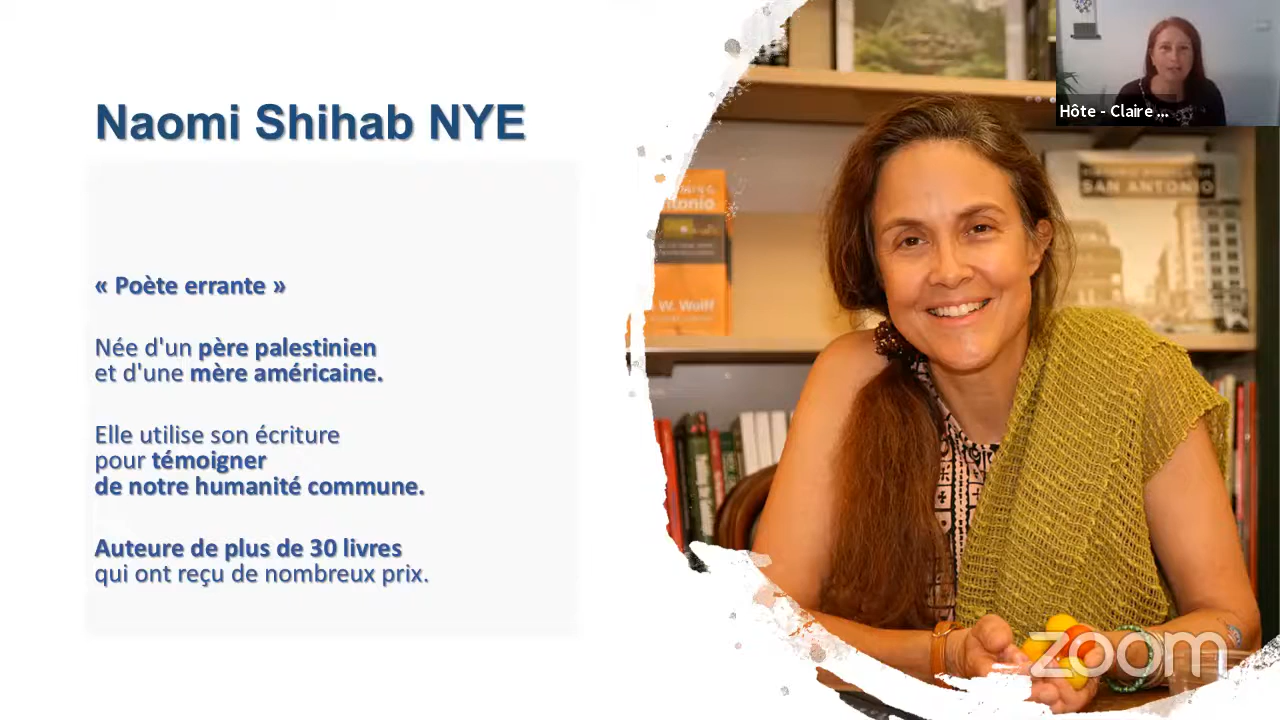 Naomi Shihab NYE
« Poète errante »
Née d'un père palestinien
et d'une mère américaine.
Elle utilise son écriture
pour témoigner
de notre humanité commune.
Auteure de plus de 30 livres
qui ont reçu de nombreux prix.
Hôte - Claire ...
SAN ANTONIO
W. Wolff
zoom